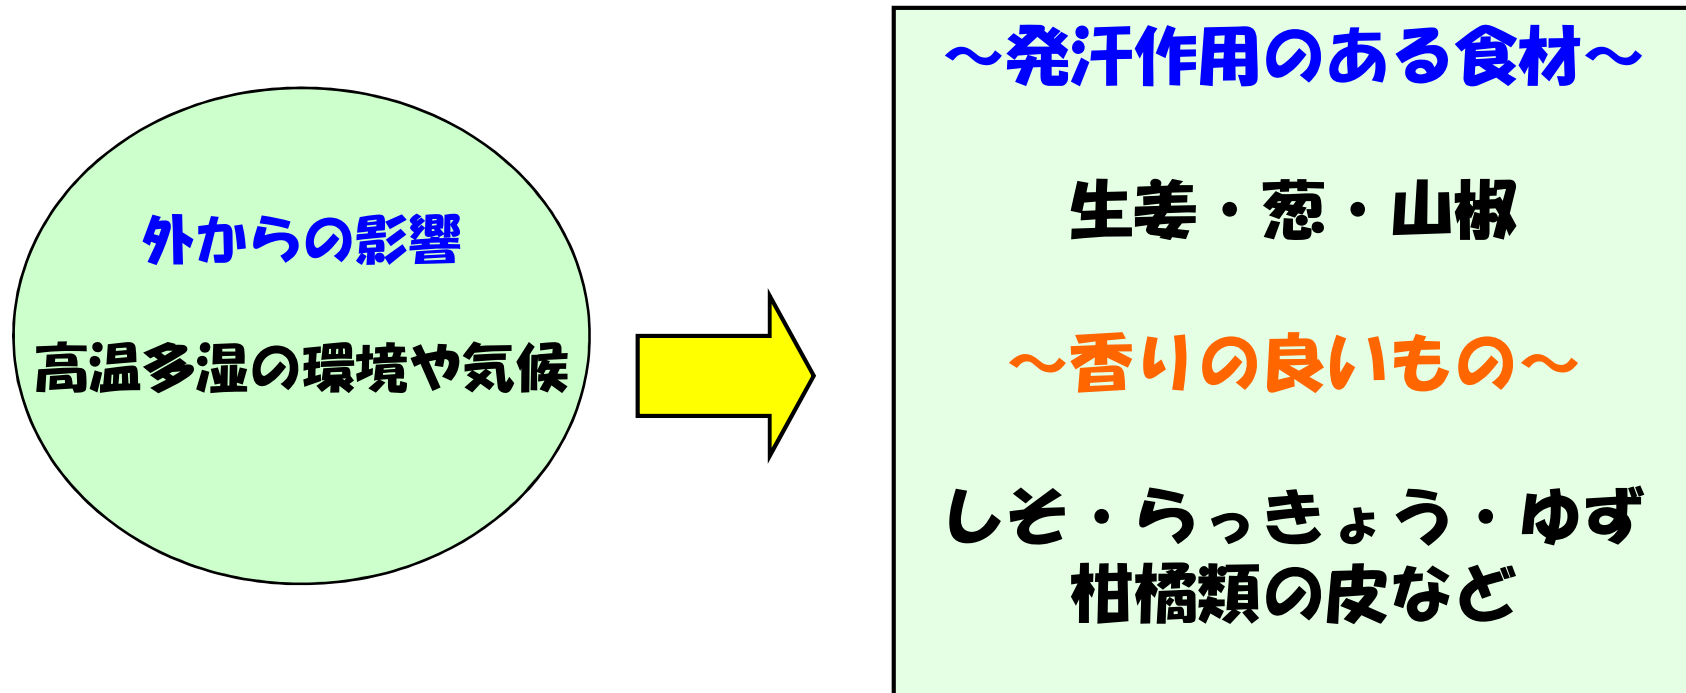 外からの影響
高温多湿の環境や気候
～発汗作用のある食材～
生姜・葱・山椒
～香りの良いもの～
しそ・らっきょう・ゆず
柑橘類の皮など